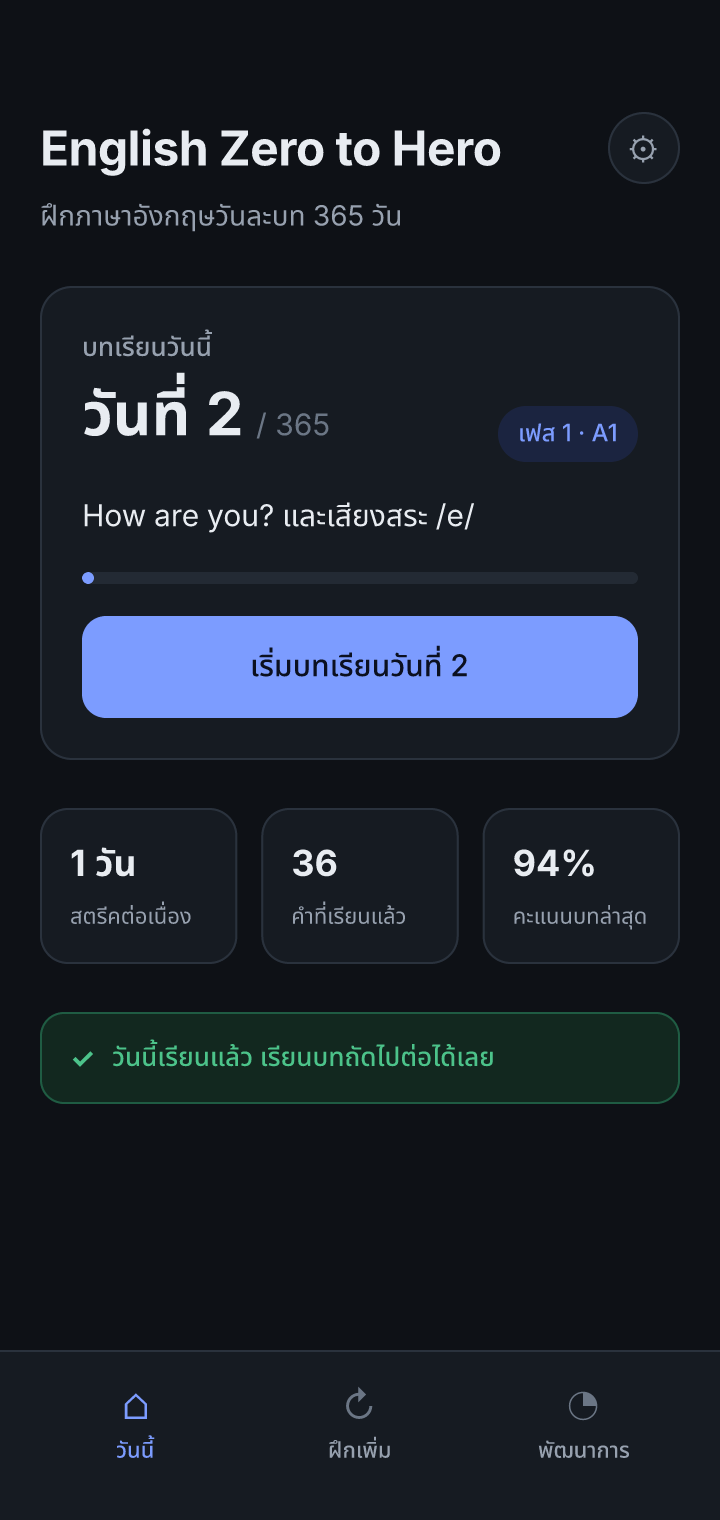 English Zero to Hero
ฝึกภาษาอังกฤษวันละบท 365 วัน
บทเรียนวันนี้
วันที่ 2 / 365
เฟส 1 · A1
How are you? และเสียงสระ /e/
เริ่มบทเรียนวันที่ 2
1 วัน
สตรีคต่อเนื่อง
36
คำที่เรียนแล้ว
94%
คะแนนบทล่าสุด
✓ วันนี้เรียนแล้ว เรียนบทถัดไปต่อได้เลย
วันนี้
ฝึกเพิ่ม
พัฒนาการ